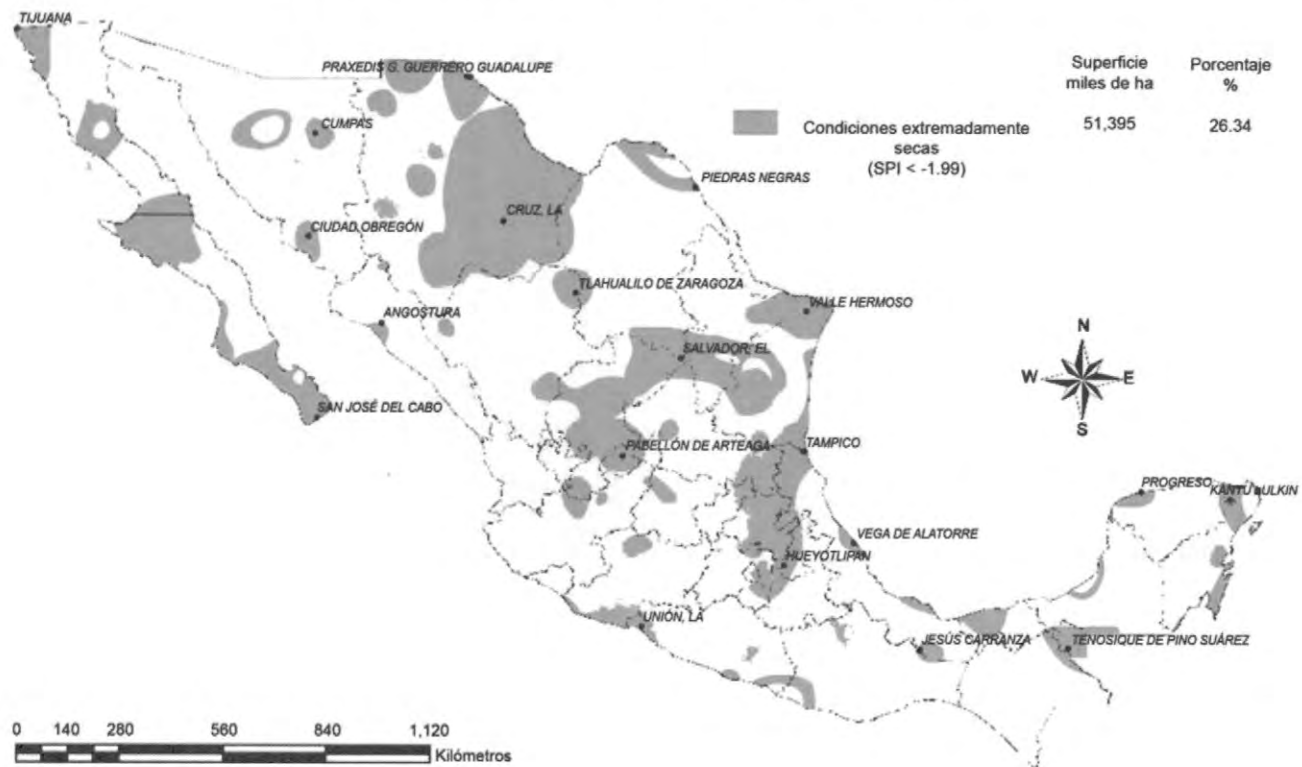 TIJUANA
PRAXEDIS G. GUERRERO GUADALUPE
CUMPAS
CIUDAD OBREGÓN
CRUZ, LA
PIEDRAS NEGRAS
TLAHUALILO DE ZARAGOZA
ANGOSTURA
VALLE HERMOSO
SALVADOR, EL
SAN JOSÉ DEL CABO
PABELLÓN DE ARTEAGA
TAMPICO
PROGRESO
VEGA DE ALATORRE
HUEYOTLIPAN
UNIÓN, LA
JESÚS CARRANZA
TENOSIQUE DE PINO SUÁREZ
Superficie
miles de ha
Porcentaje
%
Condiciones extremadamente
secas
(SPI < -1.99)
51,395
26.34
N
W
E
S
0 140 280 560 840 1,120
Kilómetros